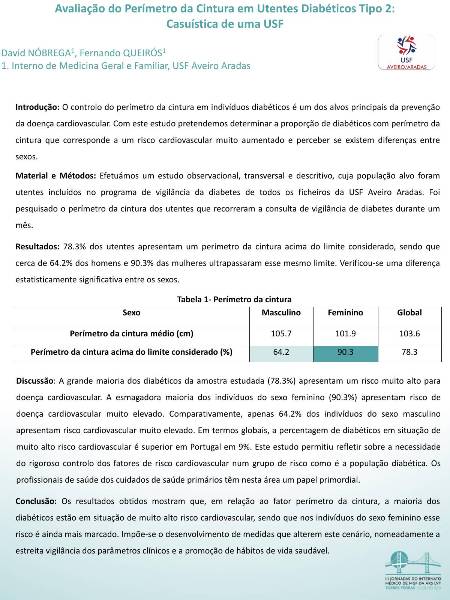 Avaliação do Perímetro da Cintura em Utentes Diabéticos Tipo 2:
Casuística de uma USF
David NÓBREGA¹, Fernando QUEIRÓS¹
1. Interno de Medicina Geral e Familiar, USF Aveiro Aradas
USF
AVEIRO/ARADAS
Introdução: O controlo do perímetro da cintura em indivíduos diabéticos é um dos alvos principais da prevenção
da doença cardiovascular. Com este estudo pretendemos determinar a proporção de diabéticos com perímetro da
cintura que corresponde a um risco cardiovascular muito aumentado e perceber se existem diferenças entre
sexos.
Material e Métodos: Efetuámos um estudo observacional, transversal e descritivo, cuja população alvo foram
utentes incluídos no programa de vigilância da diabetes de todos os ficheiros da USF Aveiro Aradas. Foi
pesquisado o perímetro da cintura dos utentes que recorreram a consulta de vigilância de diabetes durante um
mês.
Resultados: 78.3% dos utentes apresentam um perímetro da cintura acima do limite considerado, sendo que
cerca de 64.2% dos homens e 90.3% das mulheres ultrapassaram esse mesmo limite. Verificou-se uma diferença
estatisticamente significativa entre os sexos.
Tabela 1- Perímetro da cintura
Sexo Masculino Feminino Global
Perímetro da cintura médio (cm) 105.7 101.9 103.6
Perímetro da cintura acima do limite considerado (%) 64.2 90.3 78.3
Discussão: A grande maioria dos diabéticos da amostra estudada (78.3%) apresentam um risco muito alto para
doença cardiovascular. A esmagadora maioria dos indivíduos do sexo feminino (90.3%) apresentam risco de
doença cardiovascular muito elevado. Comparativamente, apenas 64.2% dos indivíduos do sexo masculino
apresentam risco cardiovascular muito elevado. Em termos globais, a percentagem de diabéticos em situação de
muito alto risco cardiovascular é superior em Portugal em 9%. Este estudo permitiu refletir sobre a necessidade
do rigoroso controlo dos fatores de risco cardiovascular num grupo de risco como é a população diabética. Os
profissionais de saúde dos cuidados de saúde primários têm nesta área um papel primordial.
Conclusão: Os resultados obtidos mostram que, em relação ao fator perímetro da cintura, a maioria dos
diabéticos estão em situação de muito alto risco cardiovascular, sendo que nos indivíduos do sexo feminino esse
risco é ainda mais marcado. Impõe-se o desenvolvimento de medidas que alterem este cenário, nomeadamente a
estreita vigilância dos parâmetros clínicos e a promoção de hábitos de vida saudável.
JORNADAS DO INTERNATO
MÉDICO DE MGF DA ARS LVT